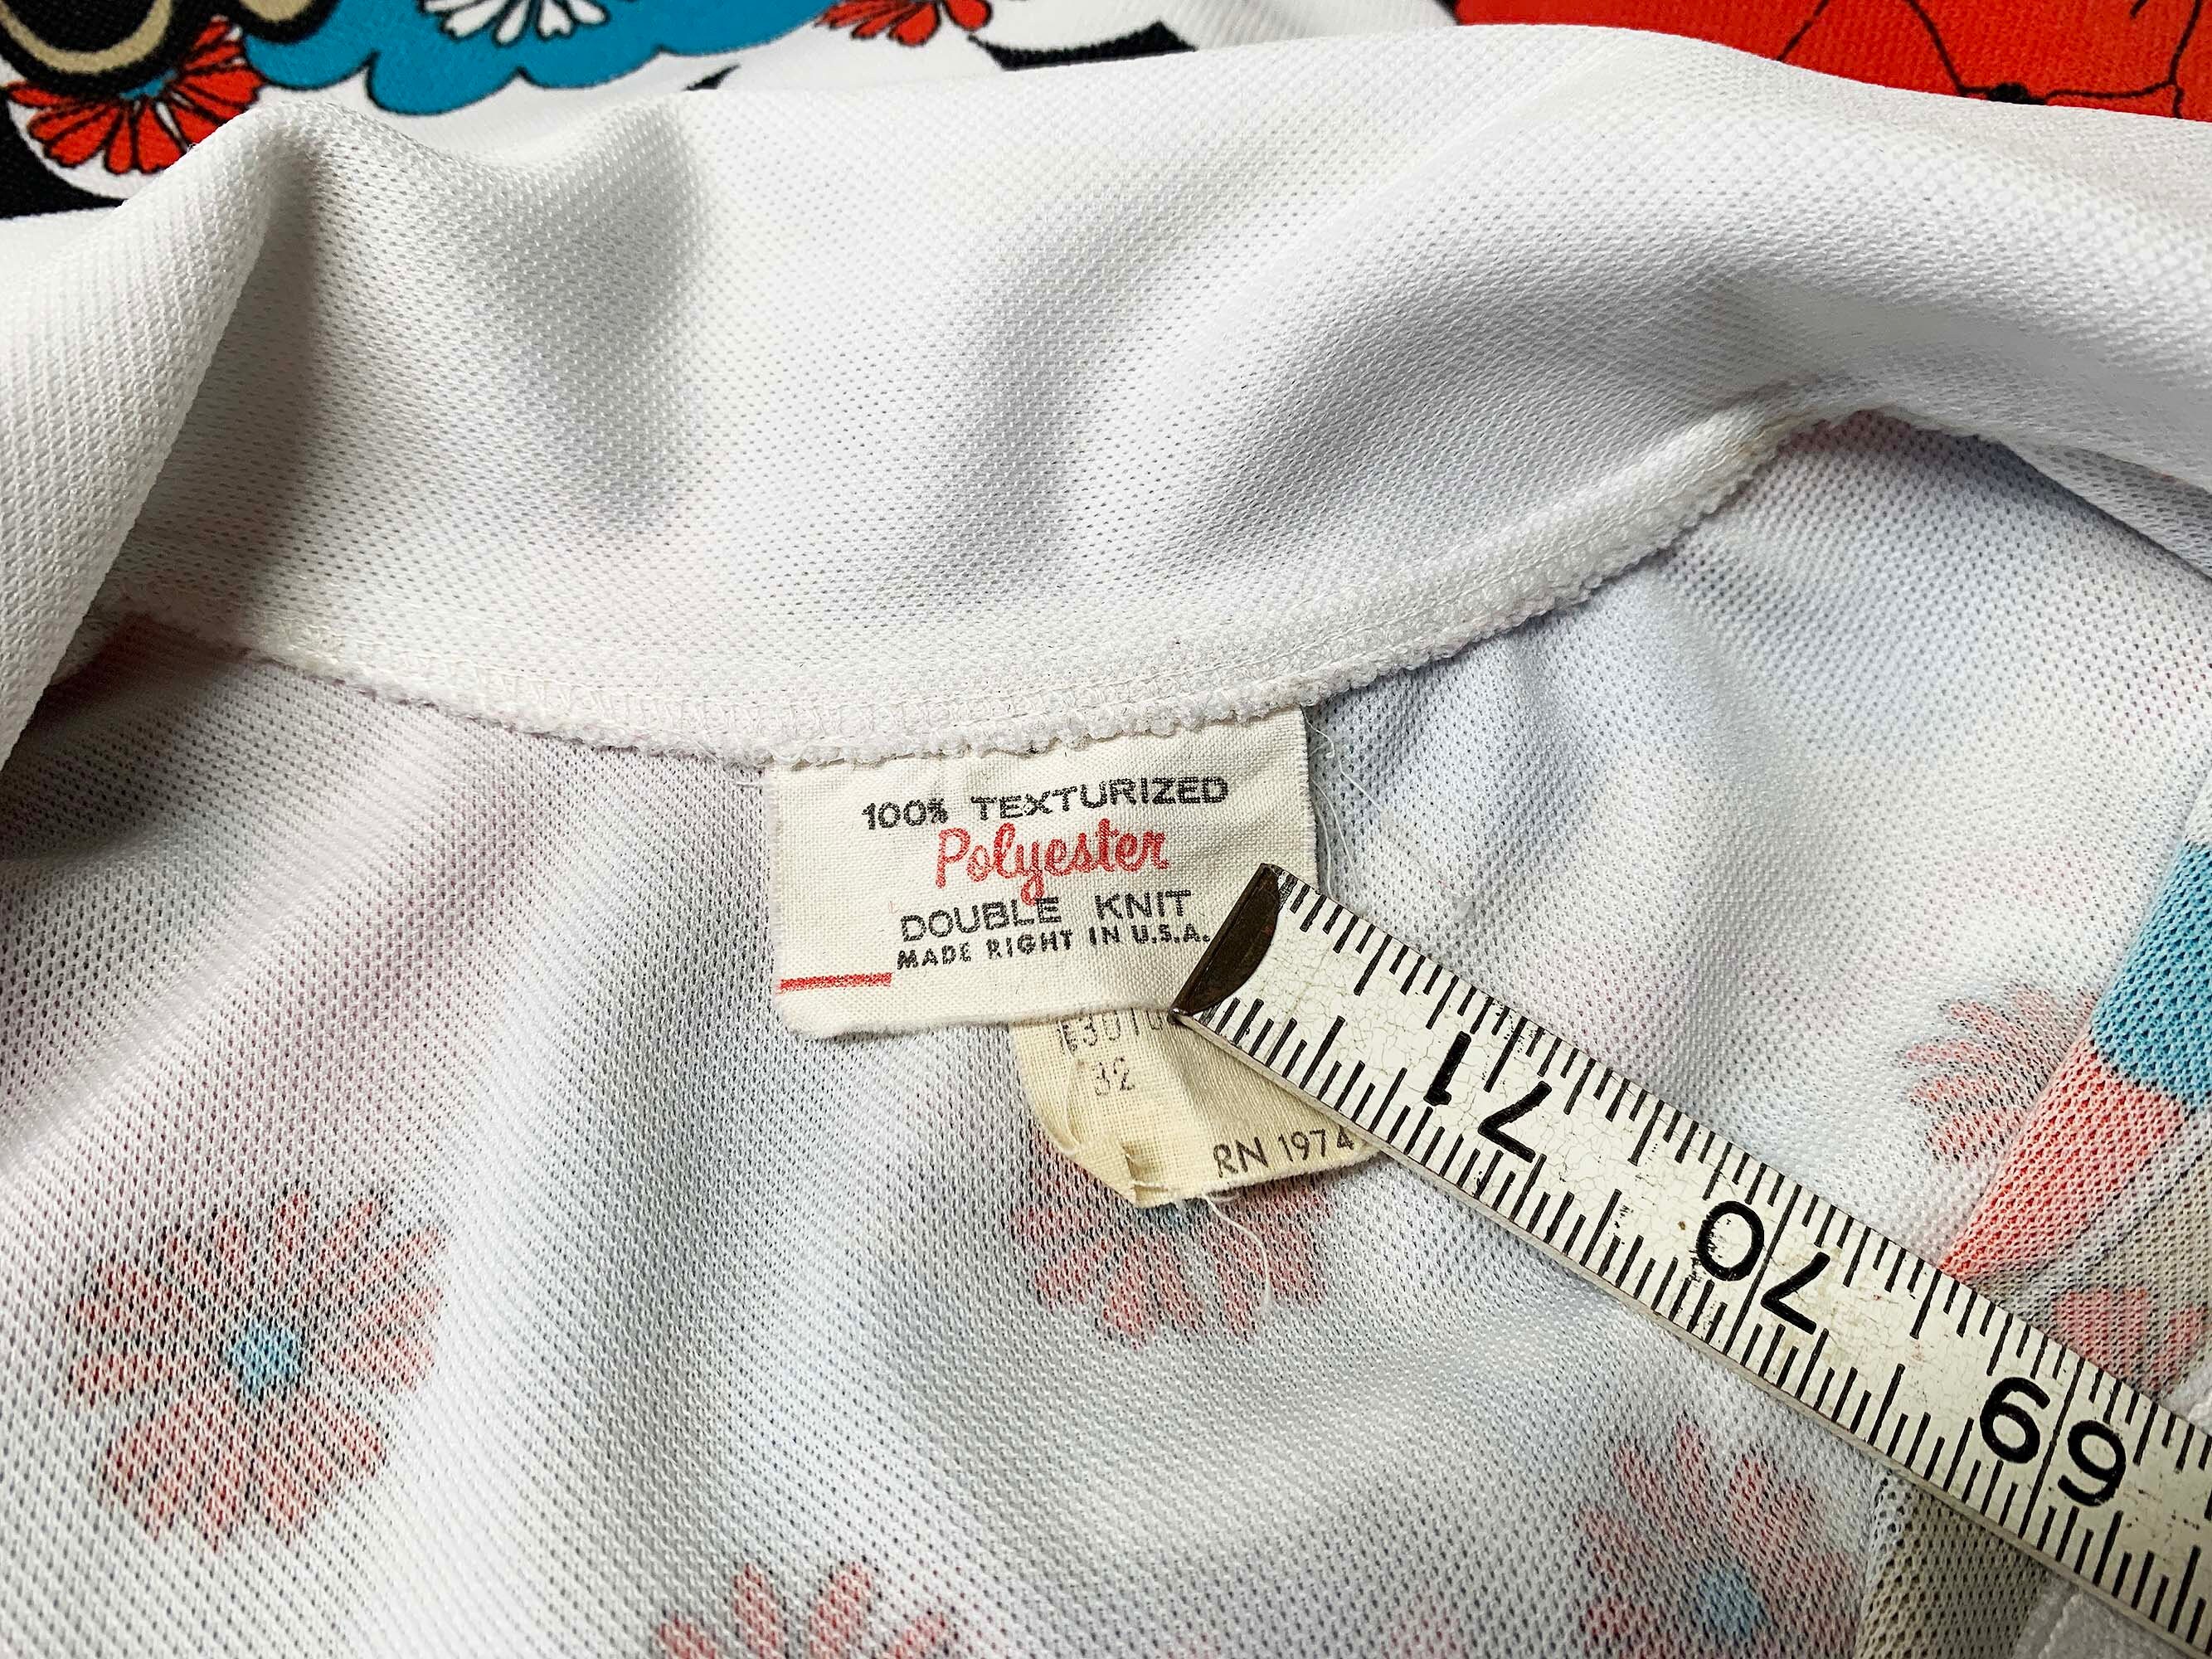 100% TEXTURIZED
Polyester
DOUBLE KNIT
MADE RIGHT IN U.S.A.
32
RN 1974
71
70
69